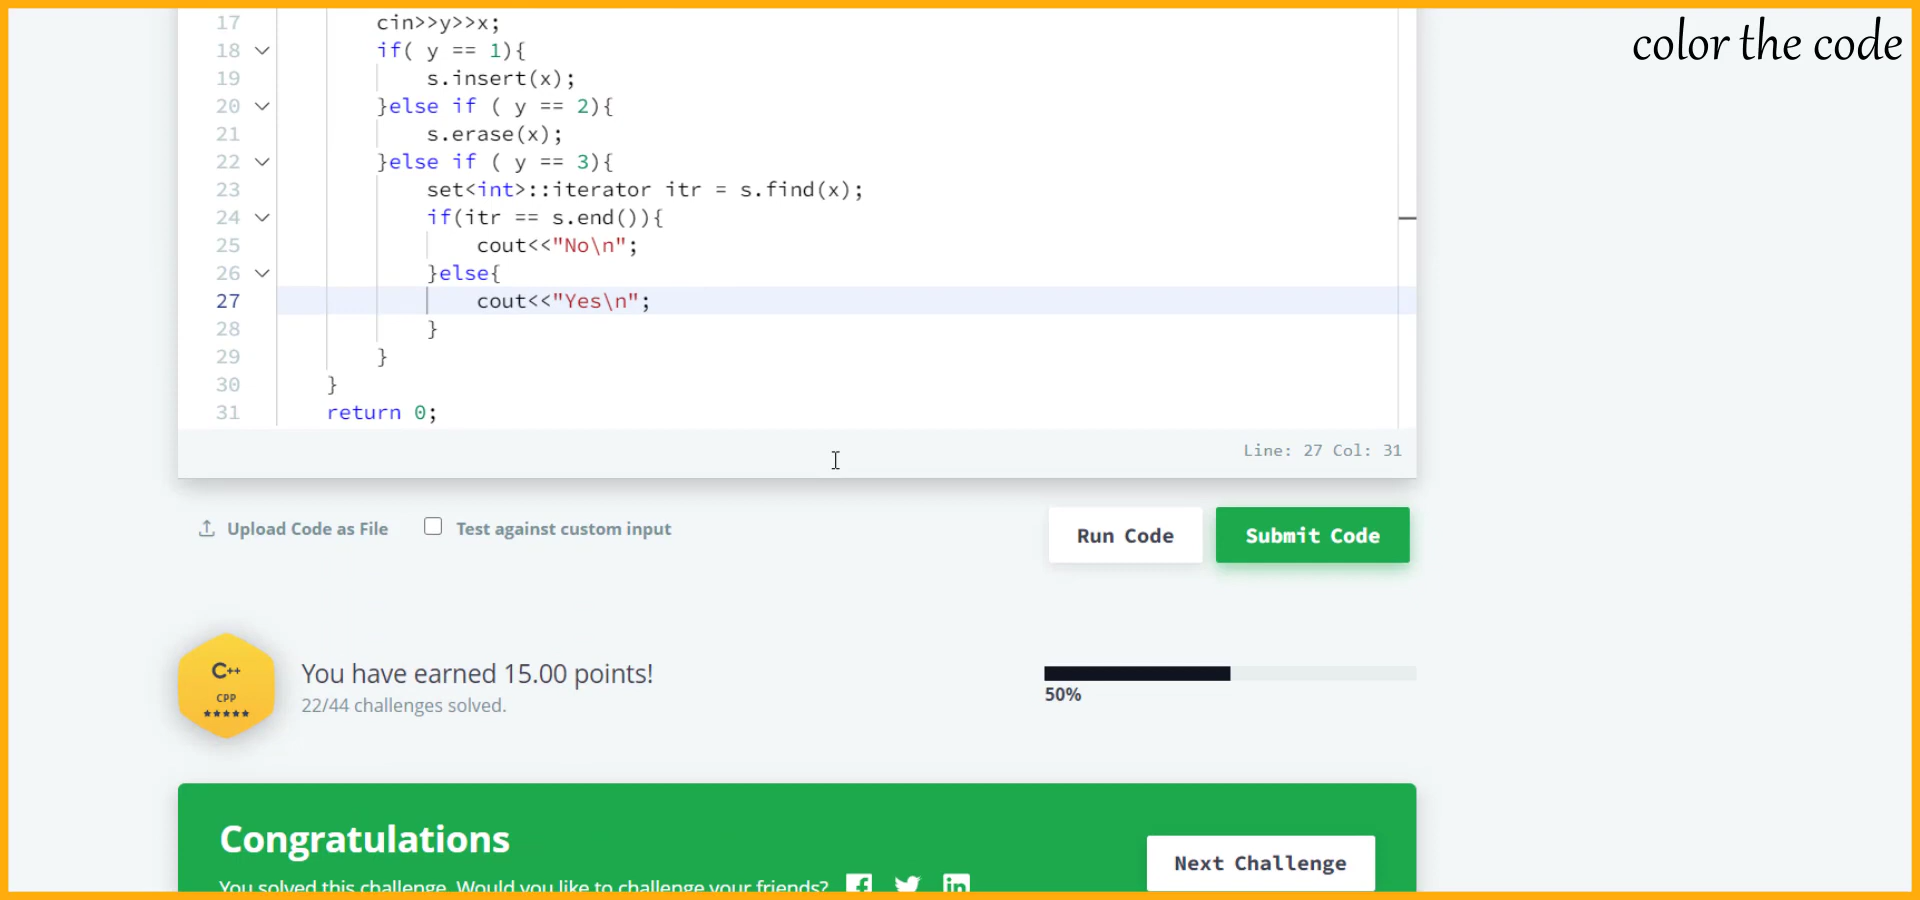 color the code
17 cin>>y>>x;
18 if( y == 1){
19 s.insert(x);
20 }else if ( y == 2){
21 s.erase(x);
22 }else if ( y == 3){
23 set<int>::iterator itr = s.find(x);
24 if(itr == s.end()){
25 cout<<"No\n";
26 }else{
27 cout<<"Yes\n";
28 }
29 }
30 }
31 return 0;
Line: 27 Col: 31
Upload Code as File Test against custom input Run Code Submit Code
C++
CPP
You have earned 15.00 points!
22/44 challenges solved.
50%
Congratulations
You solved this challenge. Would you like to challenge your friends?
Next Challenge